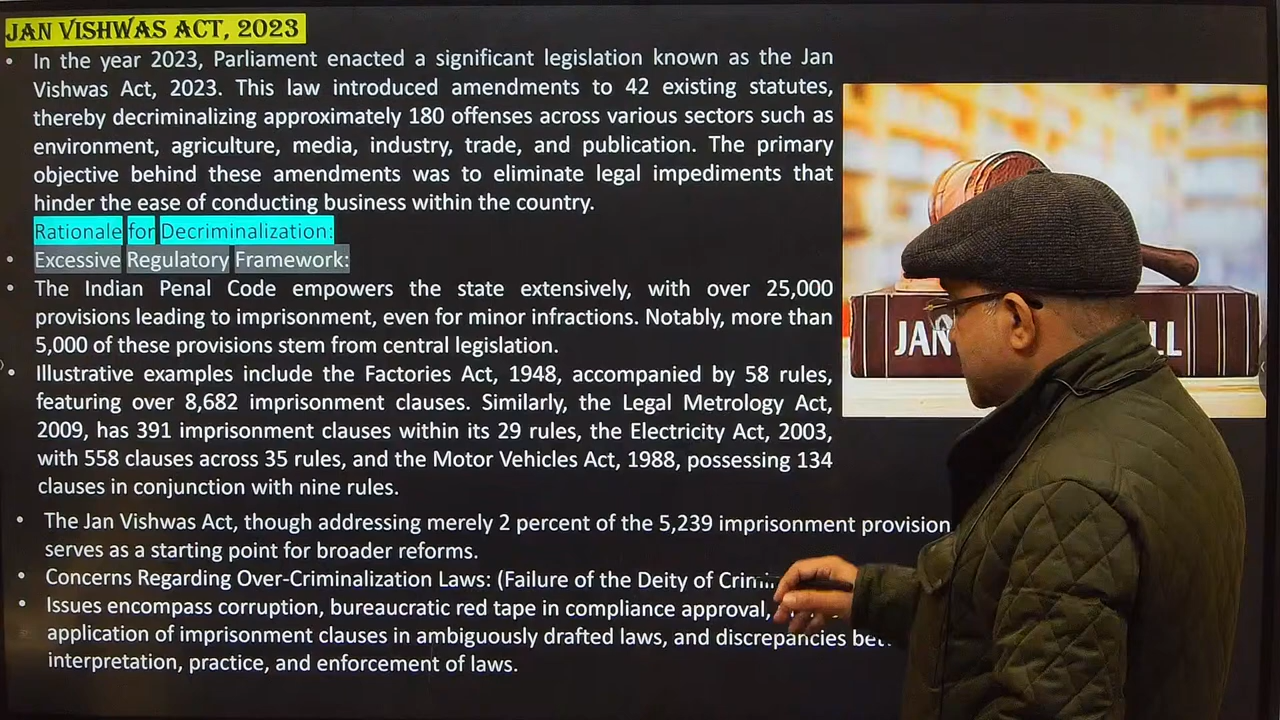 JAN VISHWAS ACT, 2023
• In the year 2023, Parliament enacted a significant legislation known as the Jan
Vishwas Act, 2023. This law introduced amendments to 42 existing statutes,
thereby decriminalizing approximately 180 offenses across various sectors such as
environment, agriculture, media, industry, trade, and publication. The primary
objective behind these amendments was to eliminate legal impediments that
hinder the ease of conducting business within the country.
Rationale for Decriminalization:
• Excessive Regulatory Framework:
• The Indian Penal Code empowers the state extensively, with over 25,000
provisions leading to imprisonment, even for minor infractions. Notably, more than
5,000 of these provisions stem from central legislation.
• Illustrative examples include the Factories Act, 1948, accompanied by 58 rules,
featuring over 8,682 imprisonment clauses. Similarly, the Legal Metrology Act,
2009, has 391 imprisonment clauses within its 29 rules, the Electricity Act, 2003,
with 558 clauses across 35 rules, and the Motor Vehicles Act, 1988, possessing 134
clauses in conjunction with nine rules.
• The Jan Vishwas Act, though addressing merely 2 percent of the 5,239 imprisonment provision
serves as a starting point for broader reforms.
• Concerns Regarding Over-Criminalization Laws: (Failure of the Deity of
• Issues encompass corruption, bureaucratic red tape in compliance approval,
application of imprisonment clauses in ambiguously drafted laws, and discrepancies
interpretation, practice, and enforcement of laws.
JAN